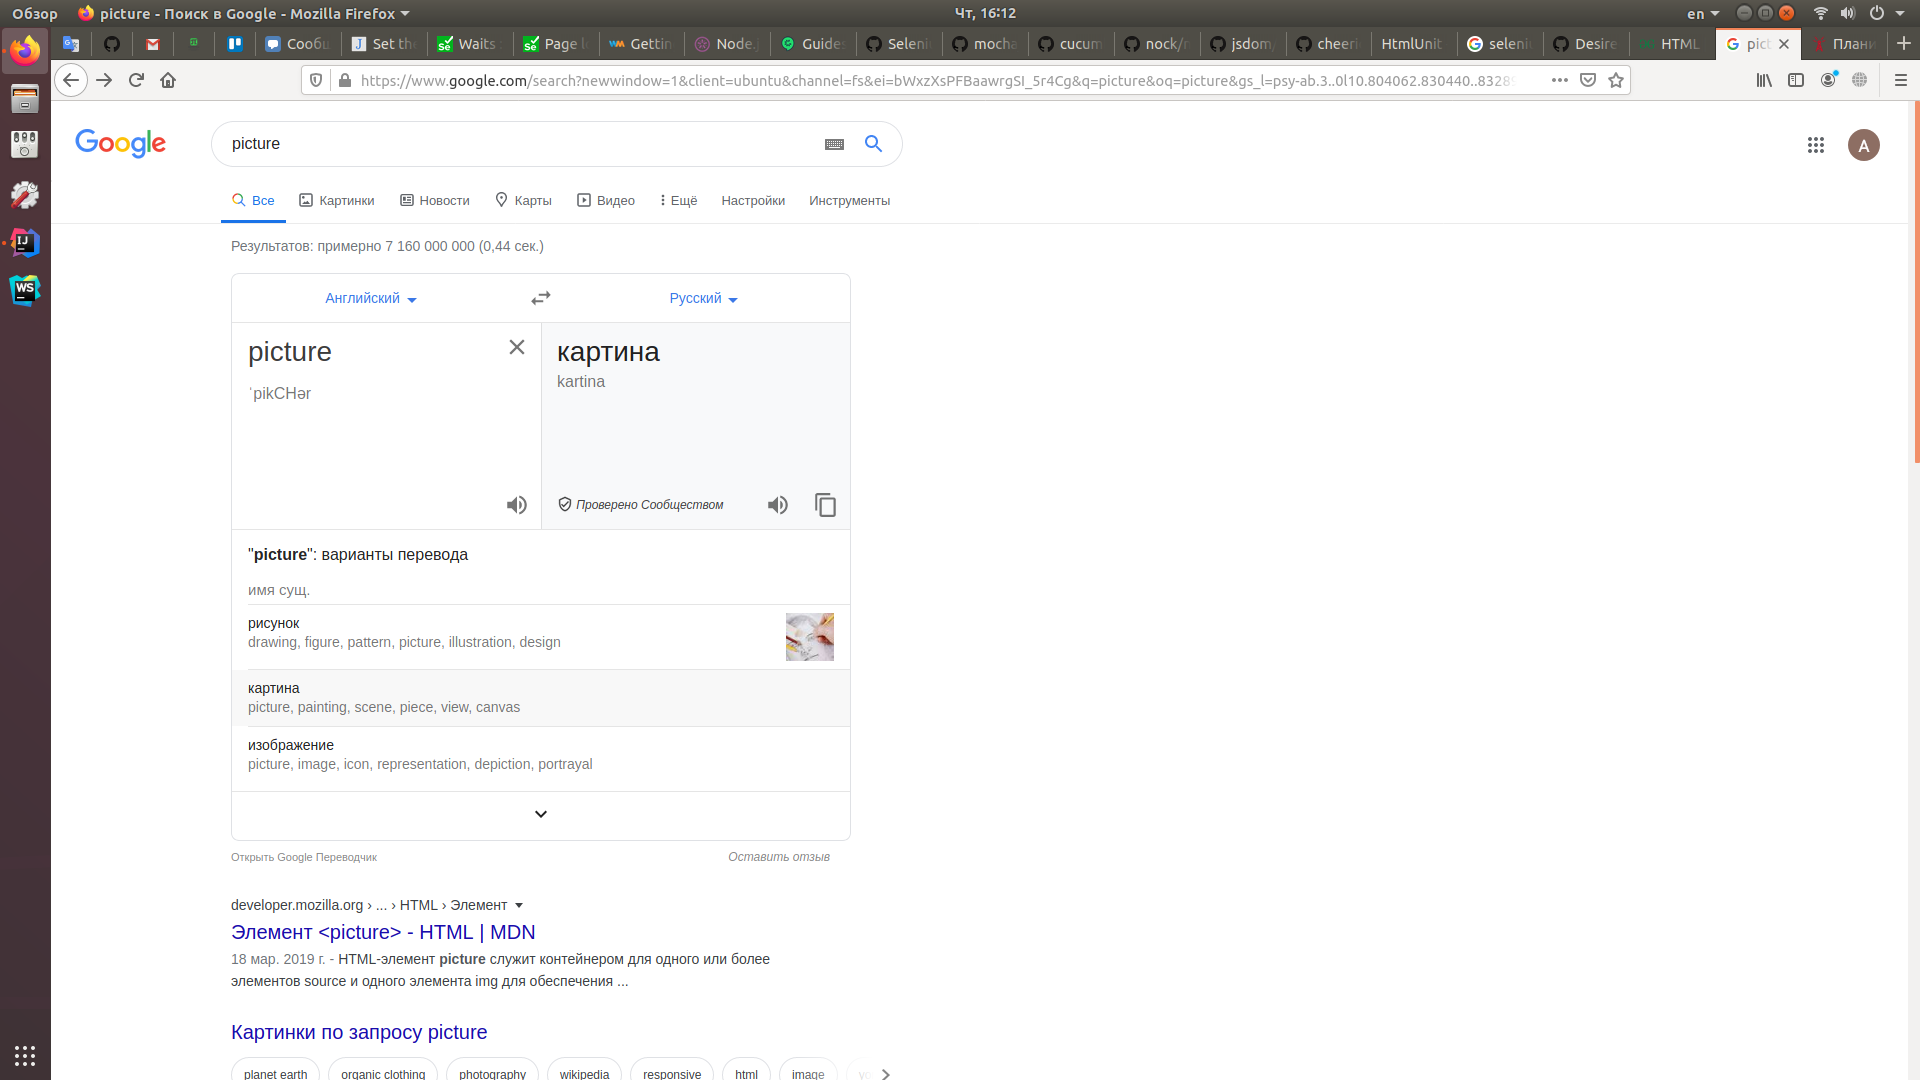 Обзор picture - Поиск в Google - Mozilla Firefox Чт, 16:12 en
Сообщ Set the Waits Page l Gettin Node.j Guides Seleniu mocha cucum nock/n jsdom cheeri HtmlUnit seleniu Desire HTML pict Плани
https://www.google.com/search?newwindow=1&client=ubuntu&channel=fs&ei=bWxzXsPFBaawrgSI_5r4Cg&q=picture&oq=picture&gs_l=psy-ab.3..0l10.804062.830440..8328
Google picture A
Все Картинки Новости Карты Видео Ещё Настройки Инструменты
Результатов: примерно 7 160 000 000 (0,44 сек.)
Английский Русский
picture картина
kartina
ˈpikCHər
Проверено Сообществом
"picture": варианты перевода
имя сущ.
рисунок
drawing, figure, pattern, picture, illustration, design
картина
picture, painting, scene, piece, view, canvas
изображение
picture, image, icon, representation, depiction, portrayal
Открыть Google Переводчик Оставить отзыв
developer.mozilla.org › ... › HTML › Элемент
Элемент <picture> - HTML | MDN
18 мар. 2019 г. - HTML-элемент picture служит контейнером для одного или более
элементов source и одного элемента img для обеспечения ...
Картинки по запросу picture
planet earth organic clothing photography wikipedia responsive html image